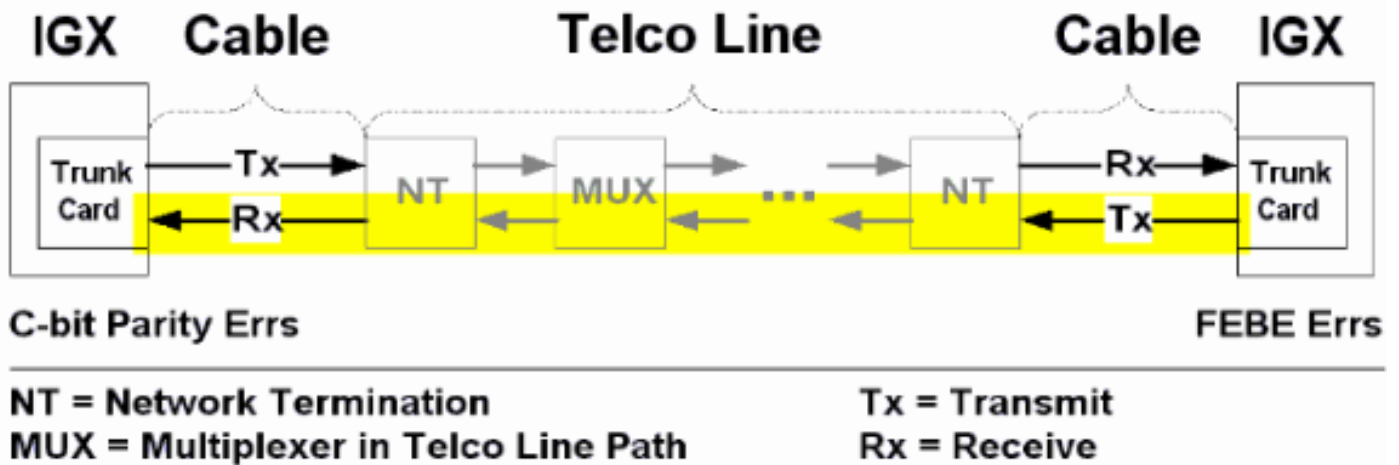 IGX Cable Telco Line Cable IGX
Trunk Card
Tx
Rx
NT
MUX
...
NT
Rx
Tx
Trunk Card
C-bit Parity Errs
FEBE Errs
NT = Network Termination
Tx = Transmit
MUX = Multiplexer in Telco Line Path
Rx = Receive